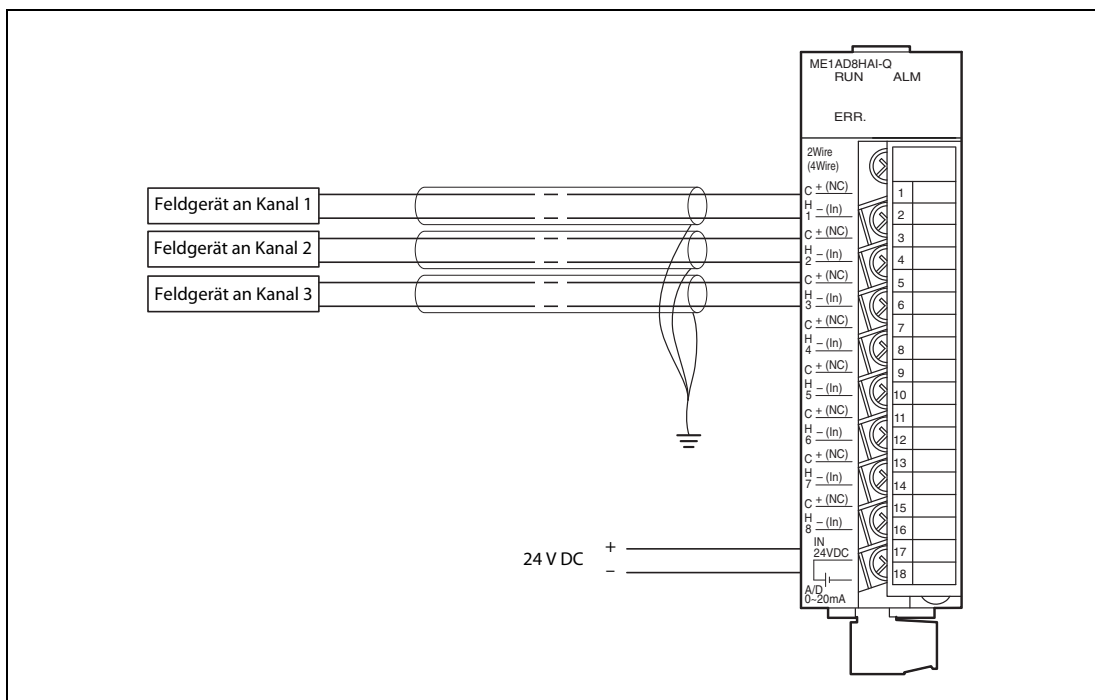 ME1AD8HAI-Q
RUN ALM
ERR.
2Wire
(4Wire)
Feldgerät an Kanal 1
C + (NC) 1
H
1 – (In) 2
Feldgerät an Kanal 2
C + (NC) 3
H
2 – (In) 4
Feldgerät an Kanal 3
C + (NC) 5
H
3 – (In) 6
C + (NC) 7
H
4 – (In) 8
C + (NC) 9
H
5 – (In) 10
C + (NC) 11
H
6 – (In) 12
C + (NC) 13
H
7 – (In) 14
C + (NC) 15
H
8 – (In) 16
24 V DC + –
IN
24VDC 17
18
A/D
0~20mA